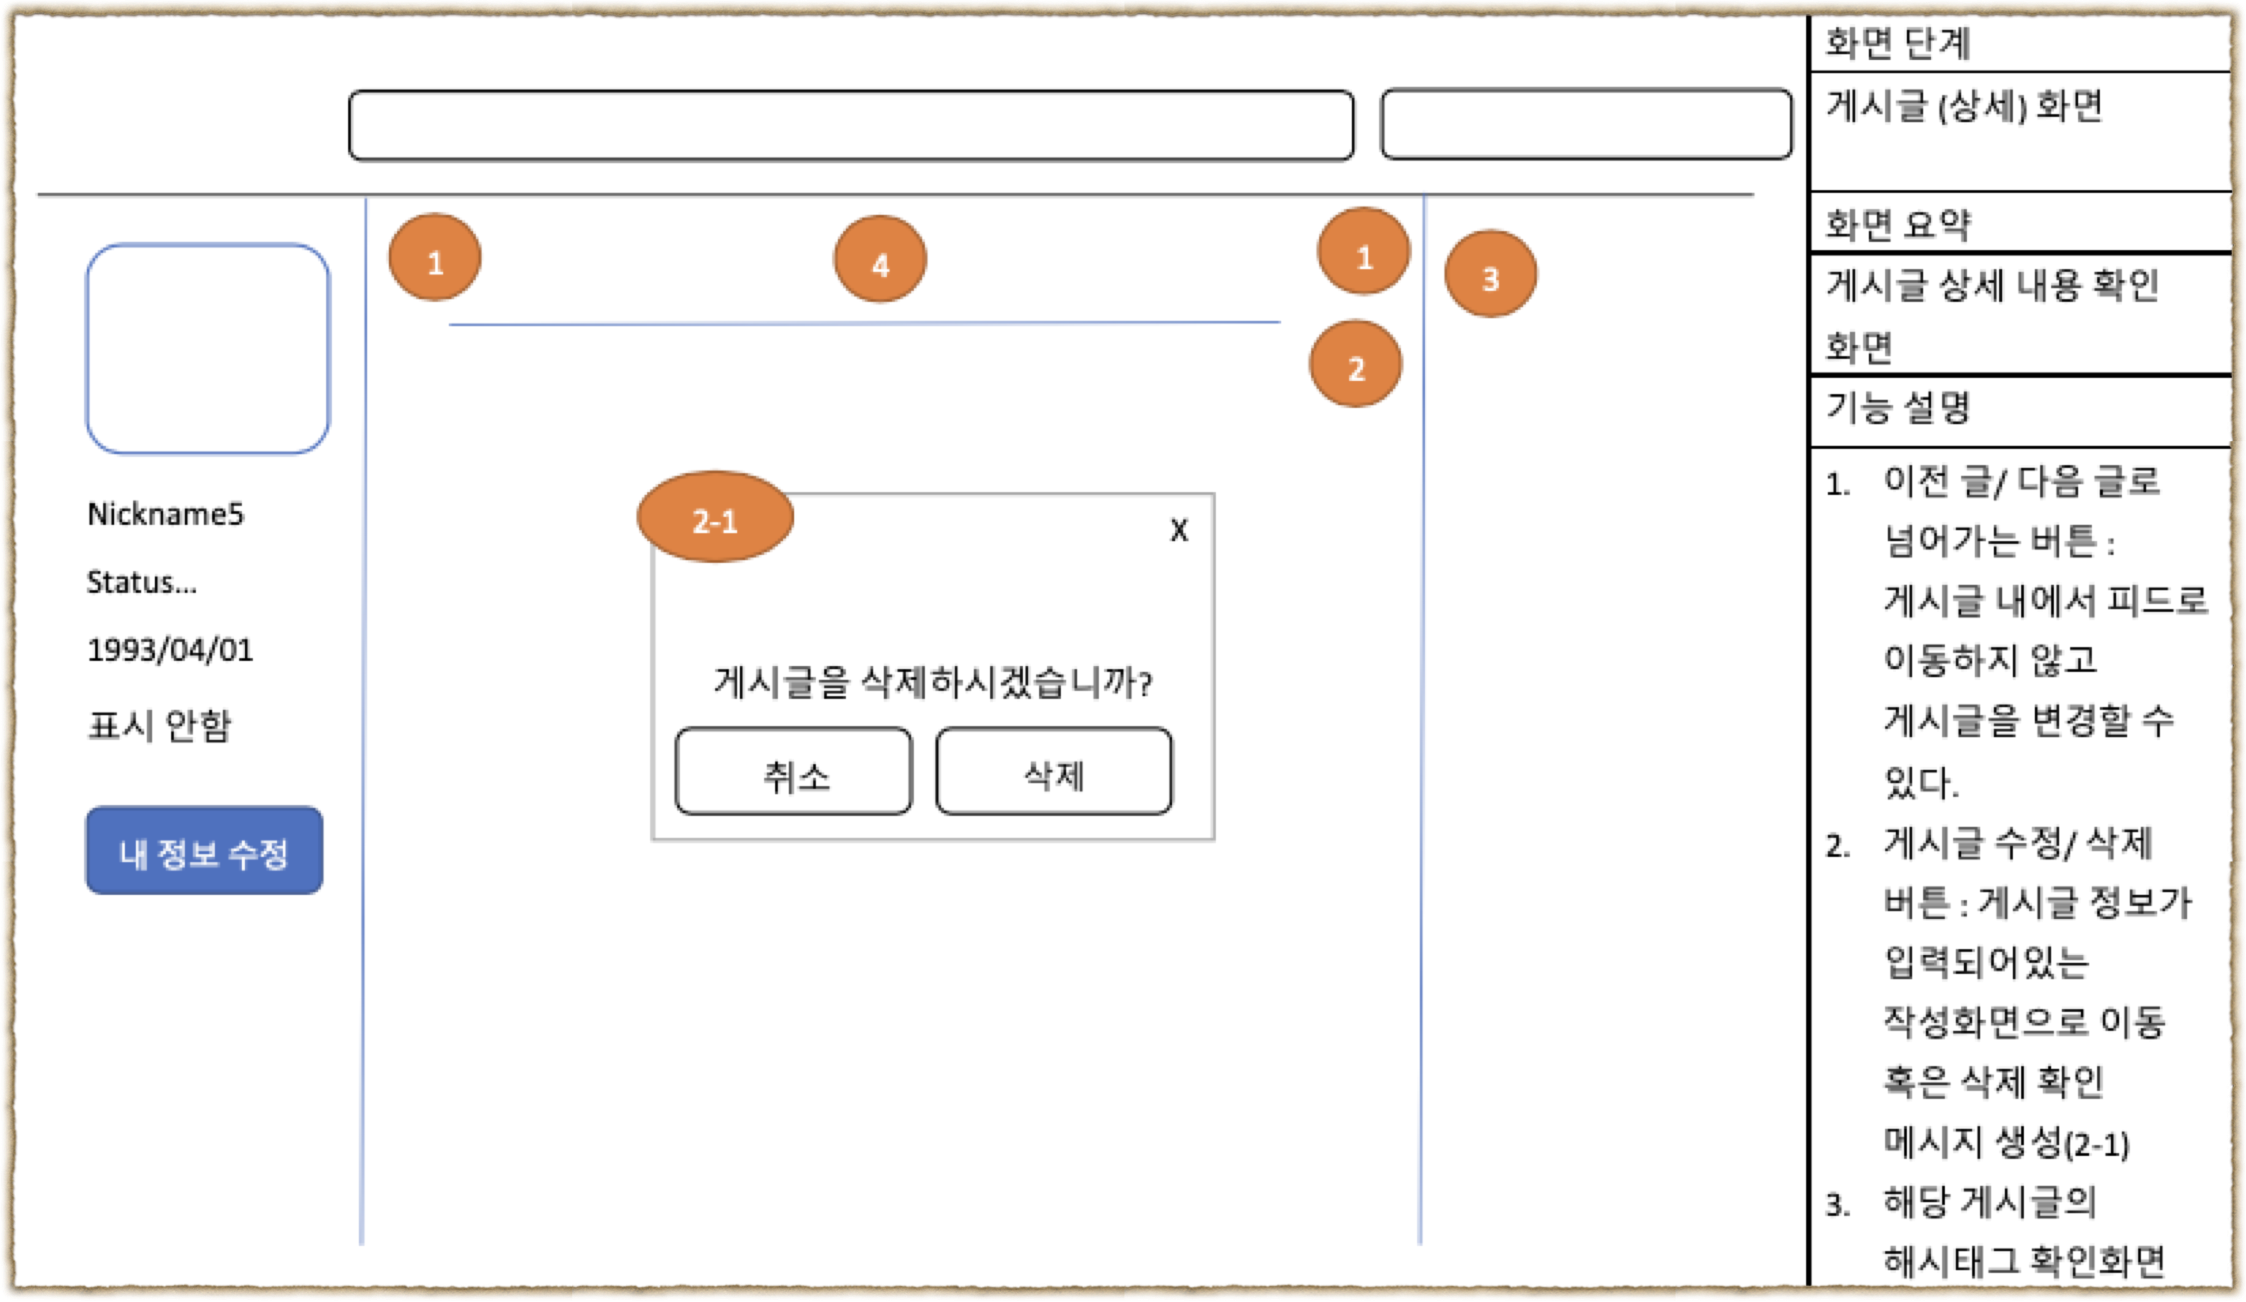 1
4
1
3
2
2-1
X
게시글을 삭제하시겠습니까?
취소
삭제
Nickname5
Status...
1993/04/01
표시 안함
내 정보 수정
화면 단계
게시글 (상세) 화면
화면 요약
게시글 상세 내용 확인
화면
기능 설명
1. 이전 글/ 다음 글로
넘어가는 버튼 :
게시글 내에서 피드로
이동하지 않고
게시글을 변경할 수
있다.
2. 게시글 수정/ 삭제
버튼 : 게시글 정보가
입력되어있는
작성화면으로 이동
혹은 삭제 확인
메시지 생성(2-1)
3. 해당 게시글의
해시태그 확인화면